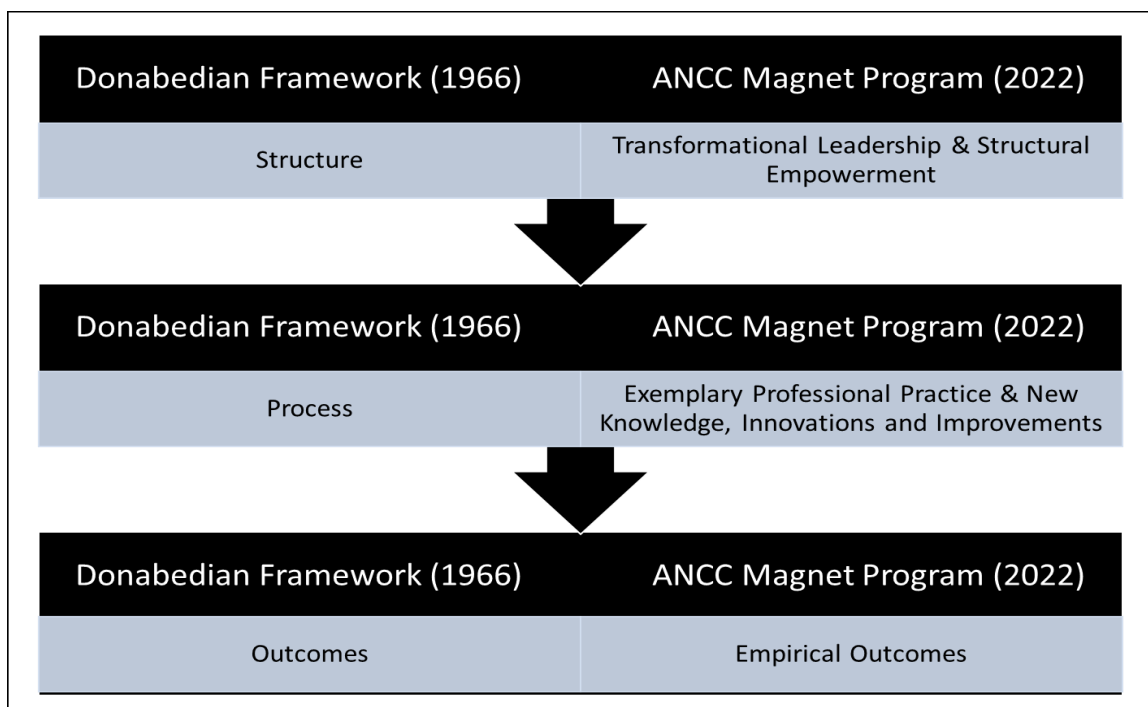 Donabedian Framework (1966) ANCC Magnet Program (2022)
Structure
Transformational Leadership & Structural
Empowerment
Donabedian Framework (1966) ANCC Magnet Program (2022)
Process
Exemplary Professional Practice & New
Knowledge, Innovations and Improvements
Donabedian Framework (1966) ANCC Magnet Program (2022)
Outcomes
Empirical Outcomes